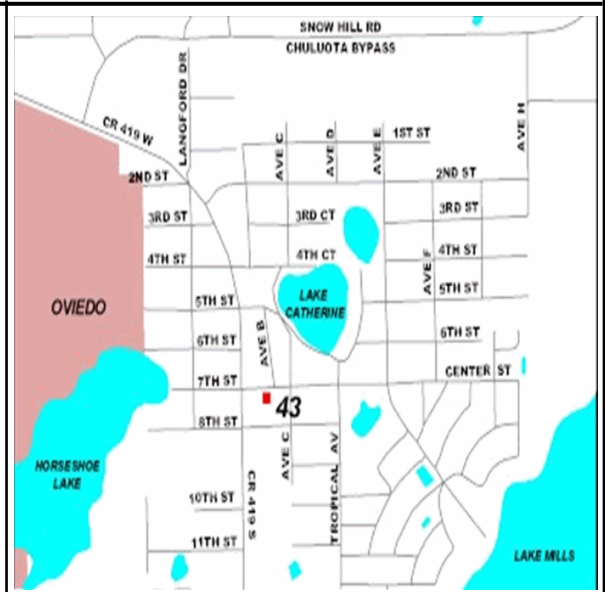 SNOW HILL RD
CHULUOTA BYPASS
LANGFORD DR
CR 419 W
AVE C
AVE D
AVE E
1ST ST
AVE H
2ND ST
2ND ST
3RD ST
3RD CT
3RD ST
4TH ST
4TH CT
AVE F
4TH ST
5TH ST
LAKE
CATHERINE
5TH ST
OVIEDO
6TH ST
AVE B
6TH ST
7TH ST
CENTER ST
43
8TH ST
AVE C
TROPICAL AV
HORSESHOE
LAKE
CR 419 S
10TH ST
11TH ST
LAKE MILLS